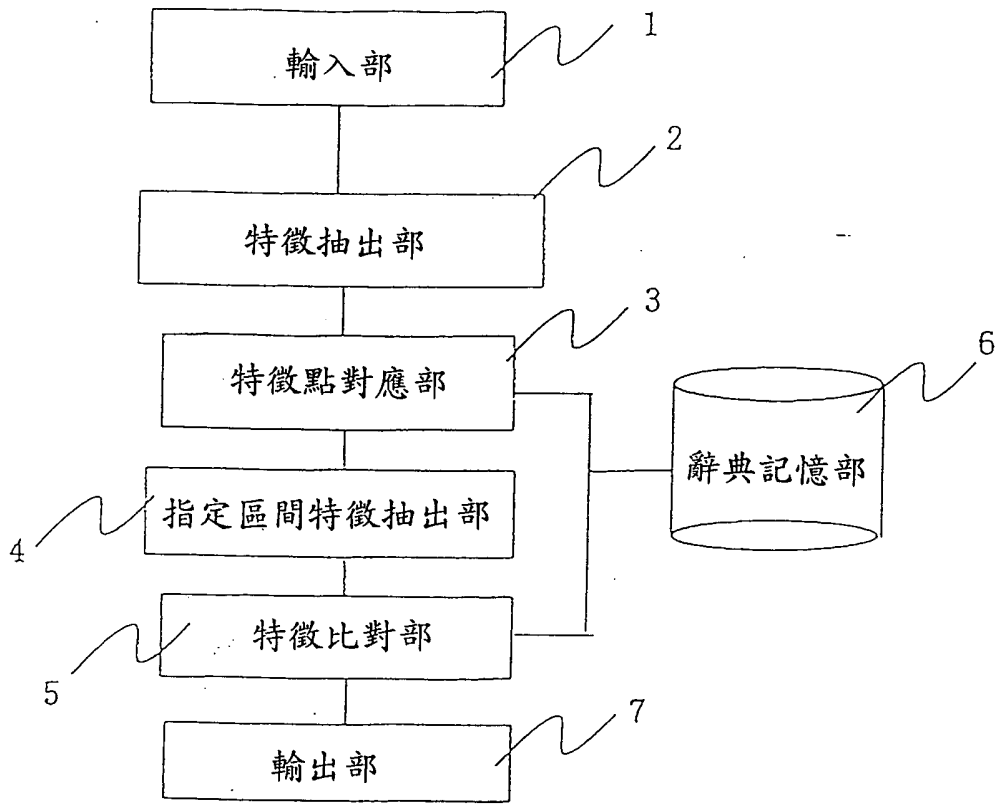 輸入部
1
特徵抽出部
2
特徵點對應部
3
辭典記憶部
6
指定區間特徵抽出部
4
特徵比對部
5
輸出部
7